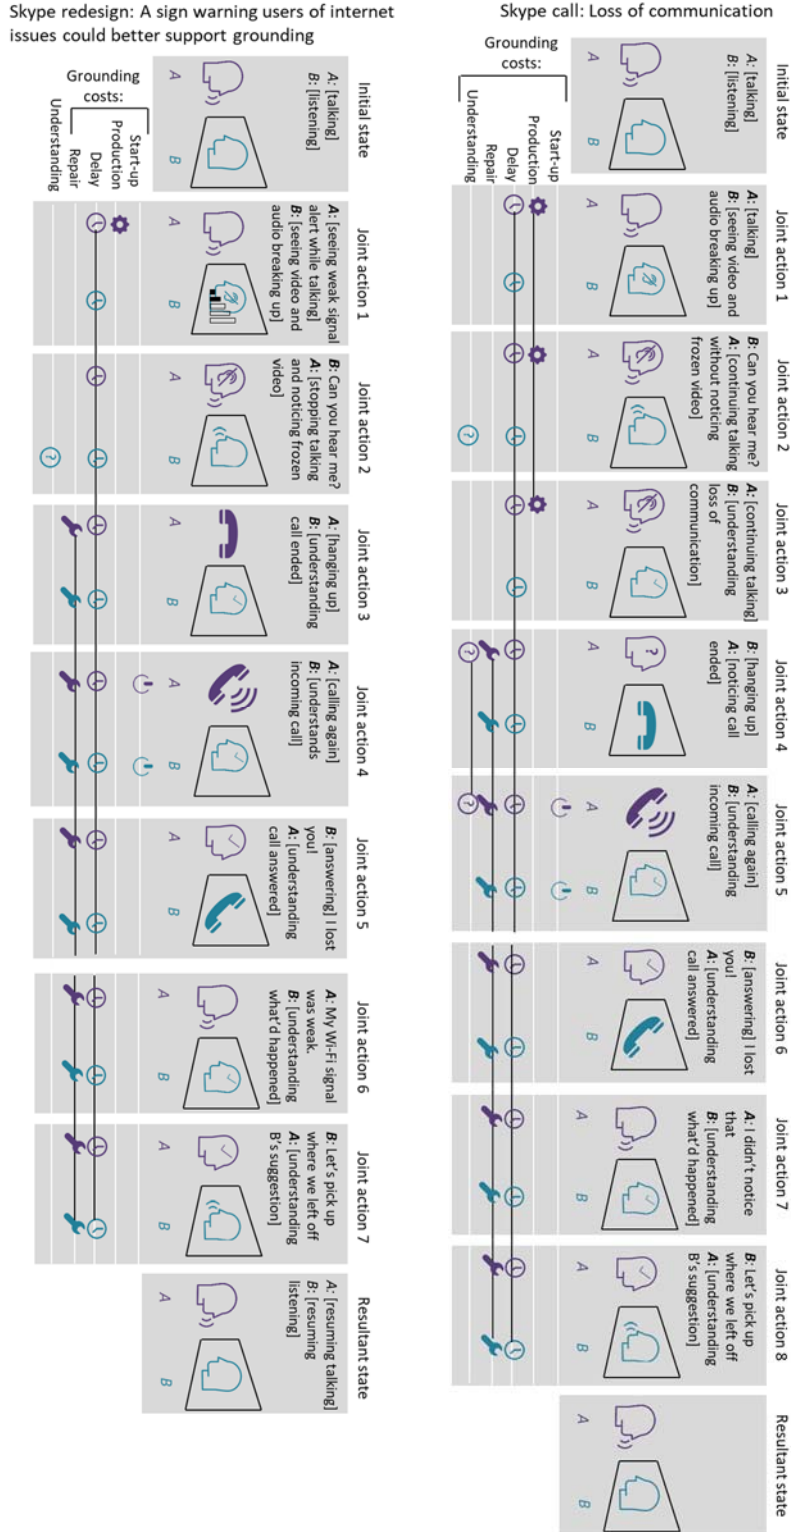 Skype redesign: A sign warning users of internet
issues could better support grounding
Grounding
costs:
Start-up
Production
Delay
Repair
Understanding
Initial state
A: [talking]
B: [listening]
A
B
Joint action 1
A: [seeing weak signal
alert while talking]
B: [seeing video and
audio breaking up]
A
B
Joint action 2
B: Can you hear me?
A: [stopping talking
and noticing frozen
video]
A
B
?
Joint action 3
A: [hanging up]
B: [understanding
call ended]
A
B
Joint action 4
A: [calling again]
B: [understands
incoming call]
A
B
Joint action 5
B: [answering] I lost
you!
A: [understanding
call answered]
A
B
Joint action 6
A: My Wi-Fi signal
was weak.
B: [understanding
what'd happened]
A
B
Joint action 7
B: Let's pick up
where we left off
A: [understanding
B's suggestion]
A
B
Resultant state
A: [resuming talking]
B: [resuming
listening]
A
B
Skype call: Loss of communication
Grounding
costs:
Start-up
Production
Delay
Repair
Understanding
Initial state
A: [talking]
B: [listening]
A
B
Joint action 1
A: [talking]
B: [seeing video and
audio breaking up]
A
B
Joint action 2
B: Can you hear me?
A: [continuing talking
without noticing
frozen video]
A
B
?
Joint action 3
A: [continuing talking]
B: [understanding
loss of
communication]
A
B
Joint action 4
B: [hanging up]
A: [noticing call
ended]
?
A
B
?
Joint action 5
A: [calling again]
B: [understanding
incoming call]
A
B
?
Joint action 6
B: [answering] I lost
you!
A: [understanding
call answered]
A
B
Joint action 7
A: I didn't notice
that
B: [understanding
what'd happened]
A
B
Joint action 8
B: Let's pick up
where we left off
A: [understanding
B's suggestion]
A
B
Resultant state
A
B